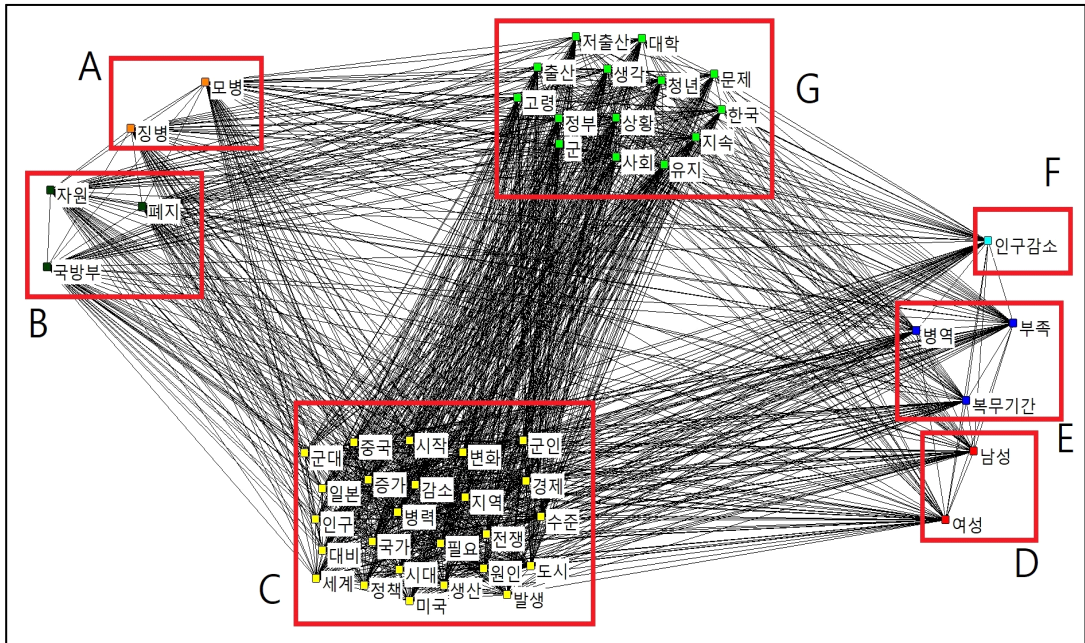 A
모병
징병
자원
폐지
국방부
B
저출산
대학
출산
생각
청년
문제
고령
정부
상황
한국
군
지속
사회
유지
G
F
인구감소
병역
부족
복무기간
E
남성
여성
D
군대
중국
시작
변화
군인
일본
증가
감소
지역
경제
인구
병력
수준
대비
국가
필요
전쟁
세계
정책
시대
생산
원인
도시
미국
발생
C